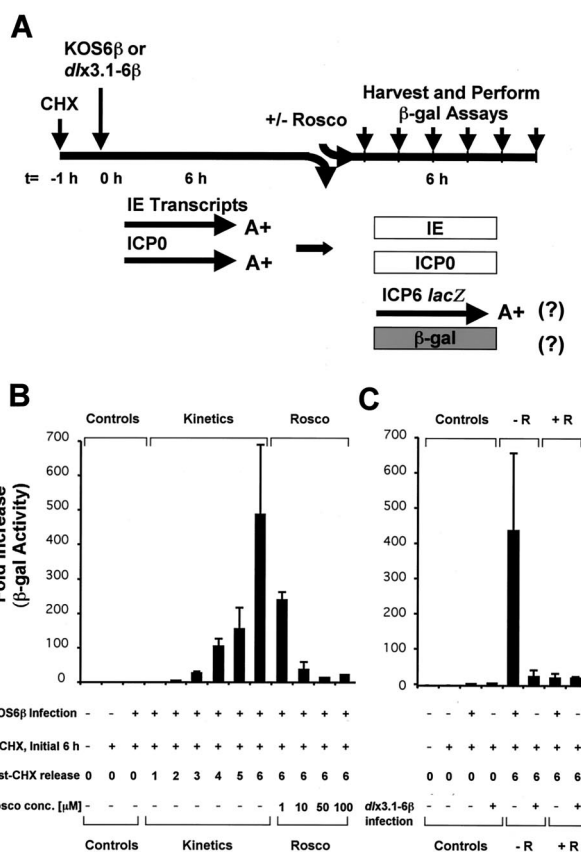 A
KOS6β or
dlx3.1-6β
CHX
+/- Rosco
Harvest and Perform
β-gal Assays
t= -1 h 0 h 6 h 6 h
IE Transcripts
A+
ICP0
A+
IE
ICP0
ICP6 lacZ
A+ (?)
β-gal
(?)
B
Controls Kinetics Rosco
700
600
500
400
300
200
100
0
Increase
(β-gal Activity)
OS6β Infection - - + + + + + + + + + + +
CHX, Initial 6 h - + + + + + + + + + + + +
st-CHX release 0 0 0 1 2 3 4 5 6 6 6 6 6
osco conc. [μM] - - - - - - - - - 1 10 50 100
Controls Kinetics Rosco
C
Controls - R + R
700
600
500
400
300
200
100
0
- - + - + - + -
- + + + + + + +
0 0 0 0 6 6 6 6
dlx3.1-6β - - - + - + - +
infection
Controls - R + R